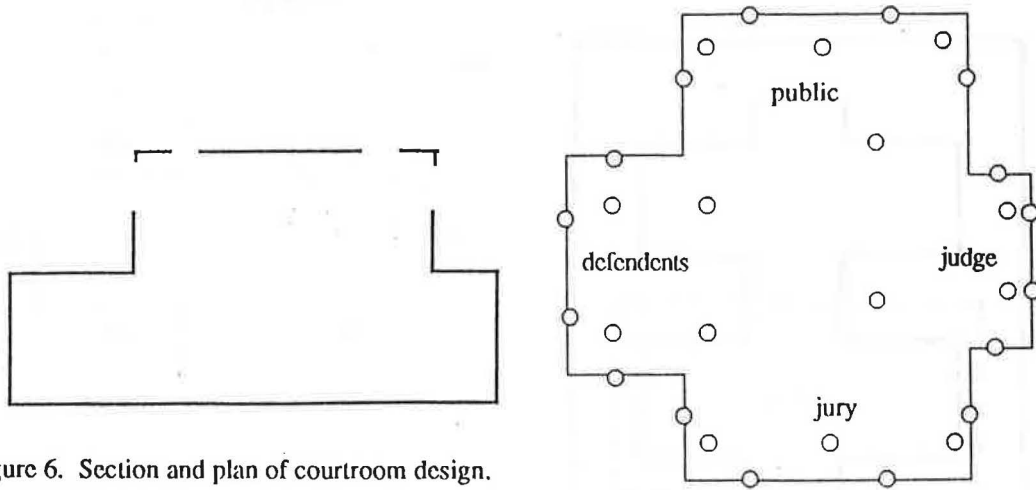 public
defendents
judge
jury
gure 6. Section and plan of courtroom design.